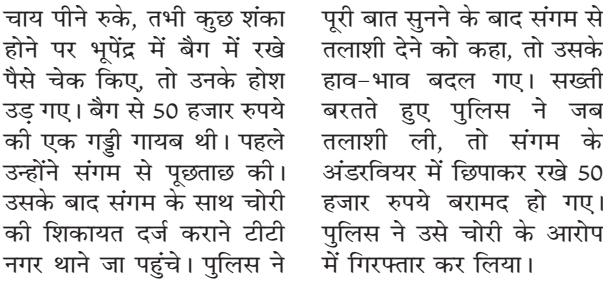 चाय पीने रुके, तभी कुछ शंका
होने पर भूपेंद्र में बैग में रखे
पैसे चेक किए, तो उनके होश
उड़ गए। बैग से 50 हजार रुपये
की एक गड्डी गायब थी। पहले
उन्होंने संगम से पूछताछ की।
उसके बाद संगम के साथ चोरी
की शिकायत दर्ज कराने टीटी
नगर थाने जा पहुंचे। पुलिस ने
पूरी बात सुनने के बाद संगम से
तलाशी देने को कहा, तो उसके
हाव-भाव बदल गए। सख्ती
बरतते हुए पुलिस ने जब
तलाशी ली, तो संगम के
अंडरवियर में छिपाकर रखे 50
हजार रुपये बरामद हो गए।
पुलिस ने उसे चोरी के आरोप
में गिरफ्तार कर लिया।